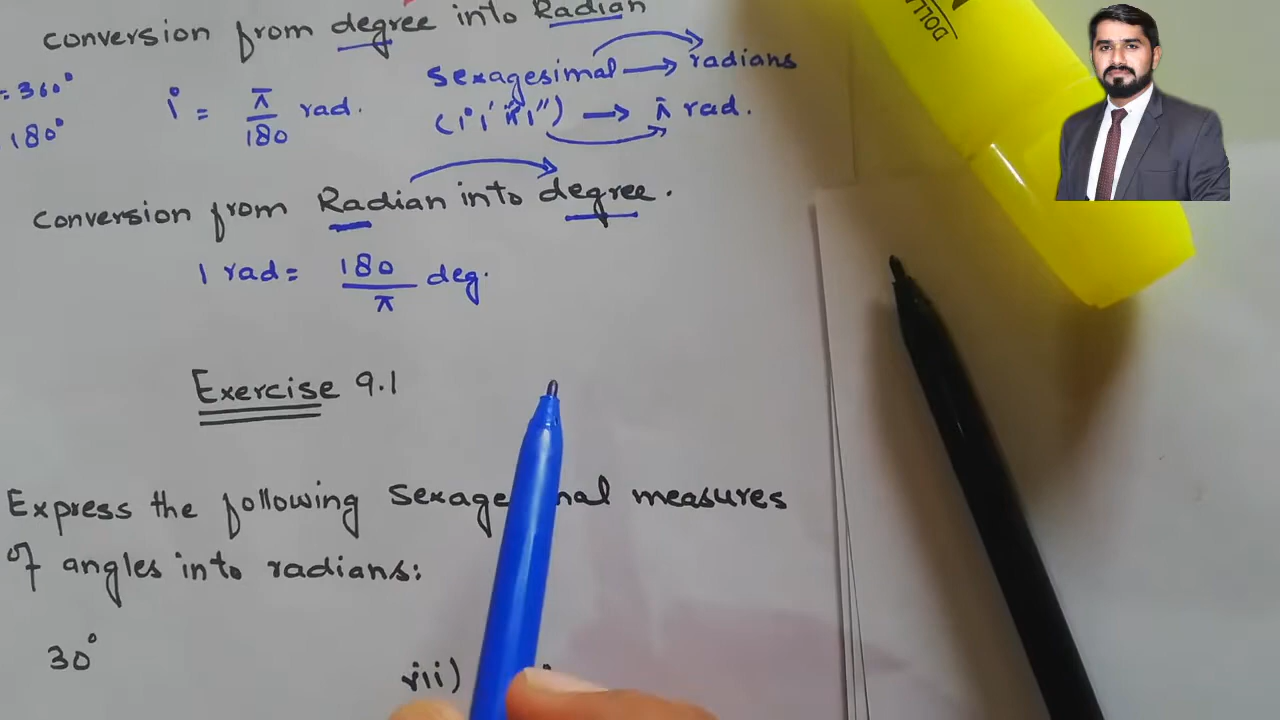 conversion from degree into Radian
= 360°
180°
1° = π/180 rad.
Sexagesimal → radians
(1°, 1', 1'') → π rad.
conversion from Radian into degree.
1 rad = 180/π deg.
Exercise 9.1
Express the following measures
of angles into radians:
30°
vii)
DOLLA